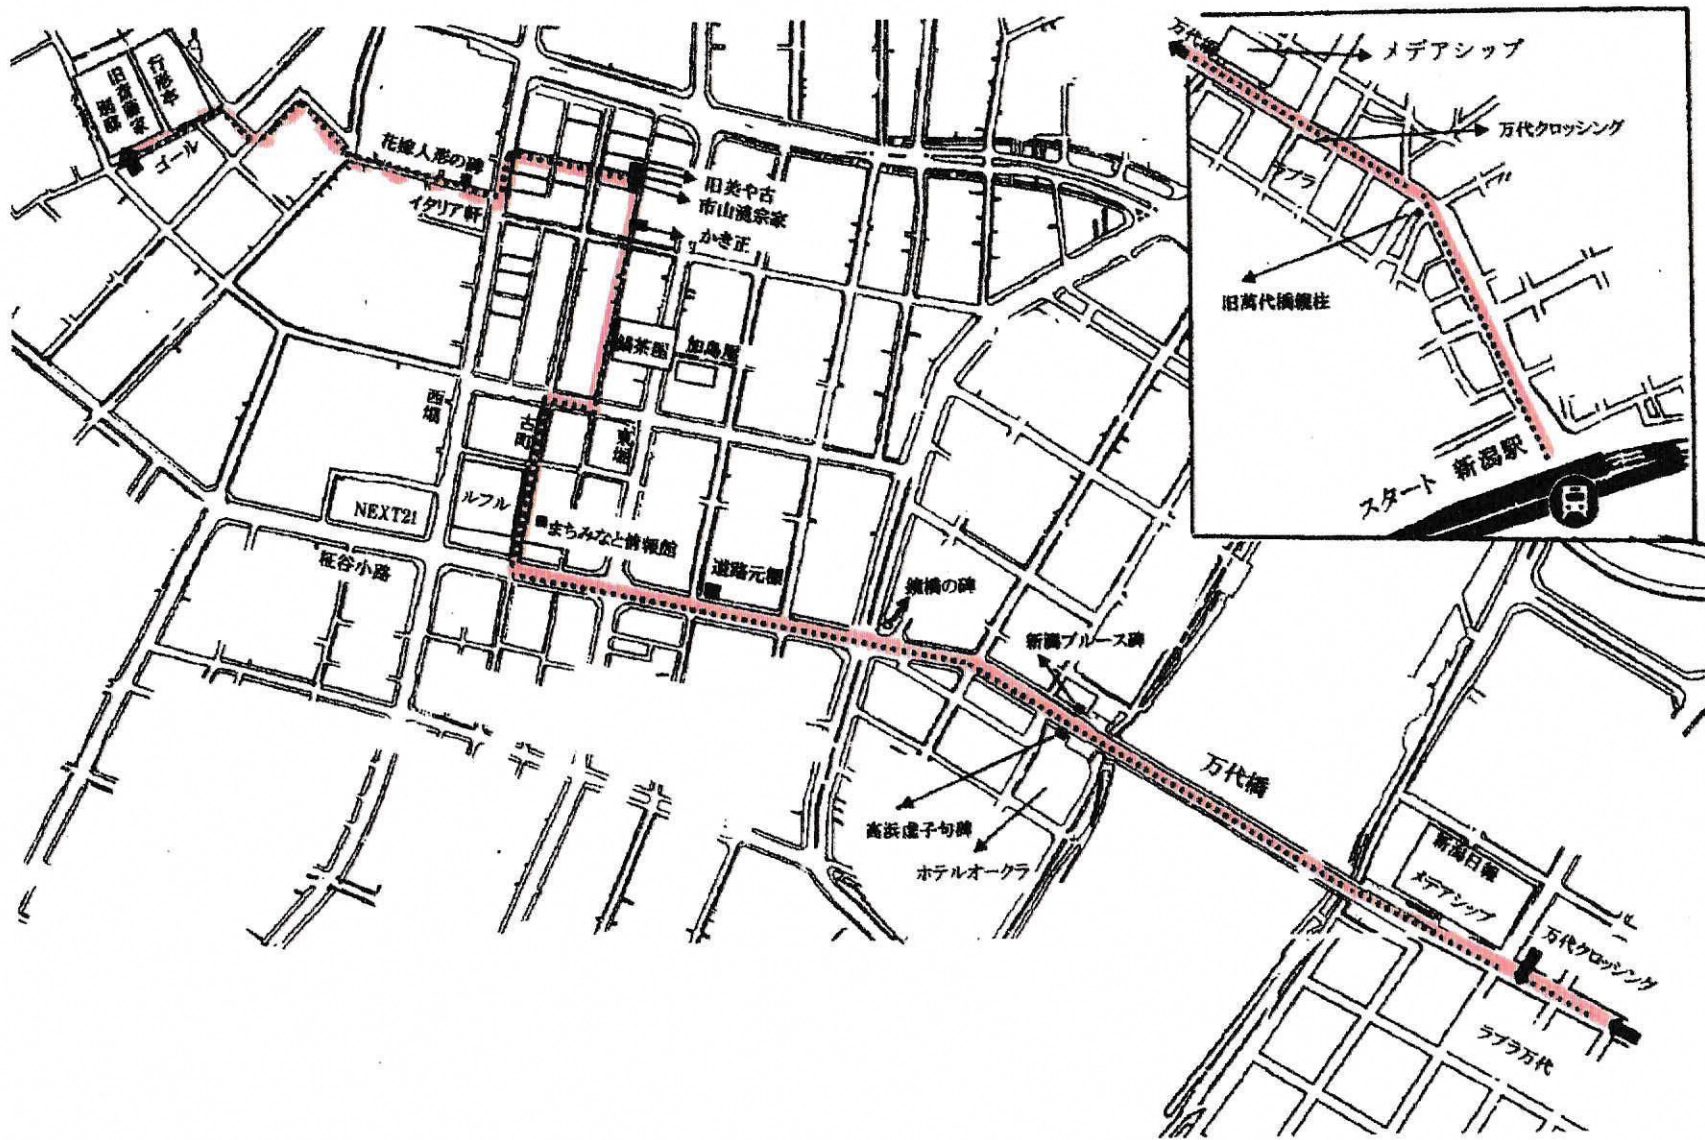 万代橋
メデアシップ
万代クロッシング
ラブラ
旧萬代橋親柱
スタート 新潟駅
行形亭
旧斎藤家
別邸
ゴール
花嫁人形の碑
イタリア軒
旧美や古
市山流宗家
かき正
鍋茶屋
加島屋
西堀
古町
東堀
NEXT21
ルフル
まちみなと情報館
柾谷小路
道路元標
新潟ブルース碑
万代橋
高浜虚子句碑
ホテルオークラ
新潟日報
メデアシップ
万代クロッシング
ラブラ万代